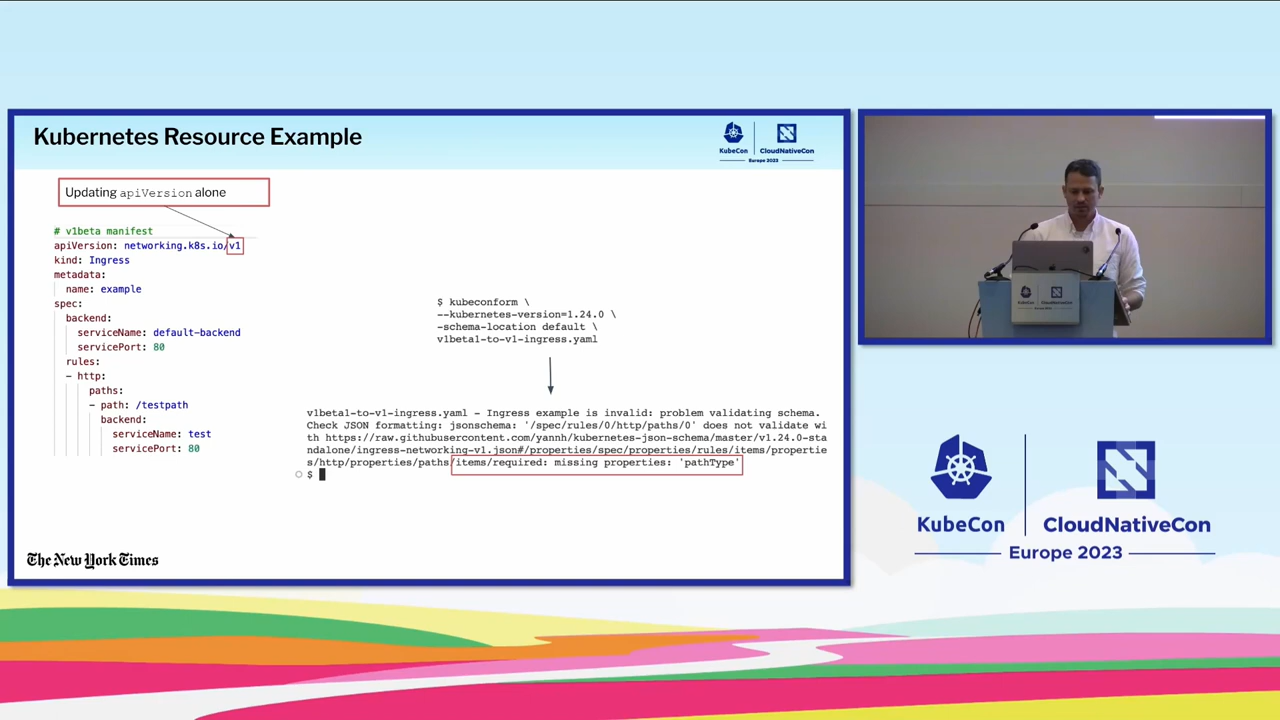 Kubernetes Resource Example
KubeCon
CloudNativeCon
Europe 2023
Updating apiVersion alone
# v1beta manifest
apiVersion: networking.k8s.io/v1
kind: Ingress
metadata:
name: example
spec:
backend:
serviceName: default-backend
servicePort: 80
rules:
- http:
paths:
- path: /testpath
backend:
serviceName: test
servicePort: 80
$ kubeconform \
--kubernetes-version=1.24.0 \
-schema-location default \
v1beta1-to-v1-ingress.yaml
v1beta1-to-v1-ingress.yaml - Ingress example is invalid: problem validating schema.
Check JSON formatting: jsonschema: '/spec/rules/0/http/paths/0' does not validate wi
th https://raw.githubusercontent.com/yannh/kubernetes-json-schema/master/v1.24.0-sta
ndalone/ingress-networking-v1.json#/properties/spec/properties/rules/items/propertie
s/http/properties/paths/items/required: missing properties: 'pathType'
$
The New York Times
KubeCon
CloudNativeCon
Europe 2023